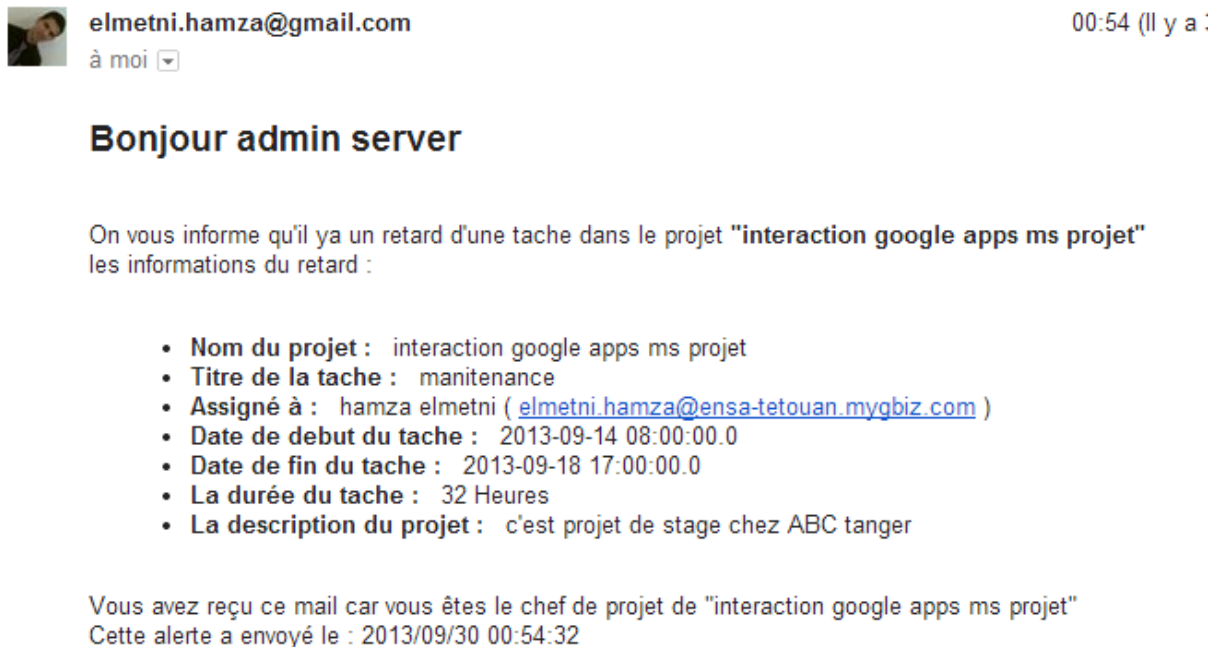 elmetni.hamza@gmail.com 00:54 (Il y a
à moi
Bonjour admin server
On vous informe qu'il ya un retard d'une tache dans le projet "interaction google apps ms projet"
les informations du retard :
• Nom du projet : interaction google apps ms projet
• Titre de la tache : manitenance
• Assigné à : hamza elmetni ( elmetni.hamza@ensa-tetouan.mygbiz.com )
• Date de debut du tache : 2013-09-14 08:00:00.0
• Date de fin du tache : 2013-09-18 17:00:00.0
• La durée du tache : 32 Heures
• La description du projet : c'est projet de stage chez ABC tanger
Vous avez reçu ce mail car vous êtes le chef de projet de "interaction google apps ms projet"
Cette alerte a envoyé le : 2013/09/30 00:54:32